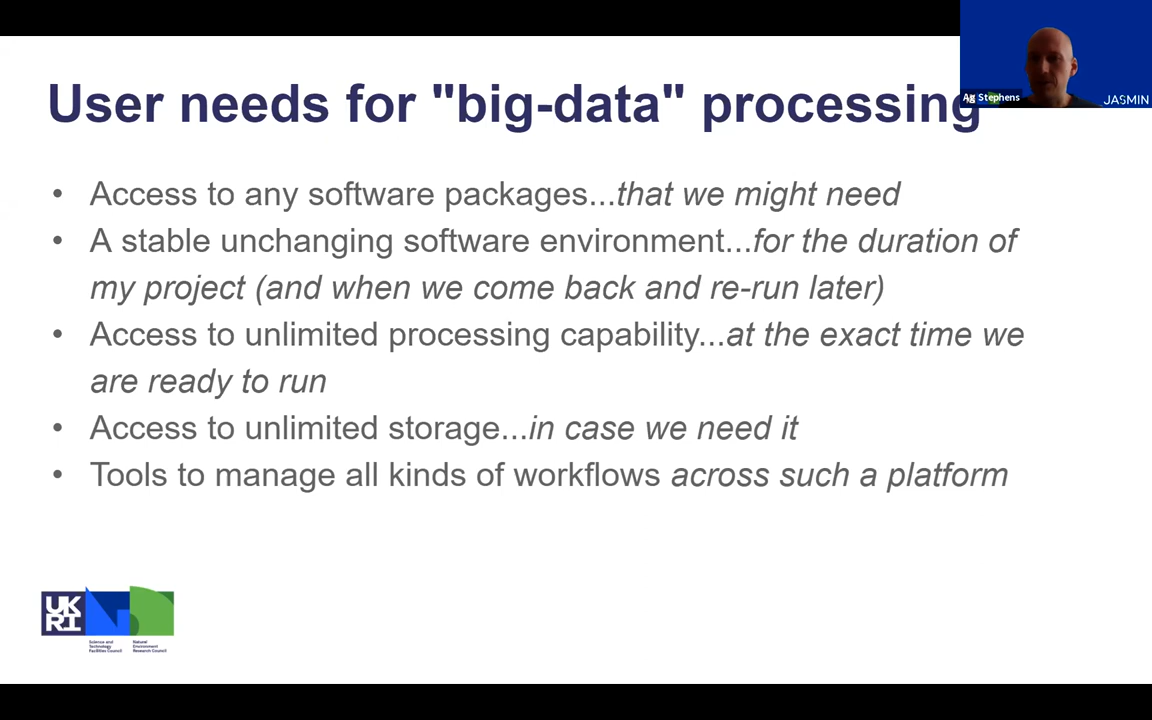 User needs for "big-data" processing
Ag Stephens
JASMIN
• Access to any software packages...that we might need
• A stable unchanging software environment...for the duration of
my project (and when we come back and re-run later)
• Access to unlimited processing capability...at the exact time we
are ready to run
• Access to unlimited storage...in case we need it
• Tools to manage all kinds of workflows across such a platform
UK
RI
Science and
Technology
Facilities Council
Natural
Environment
Research Council